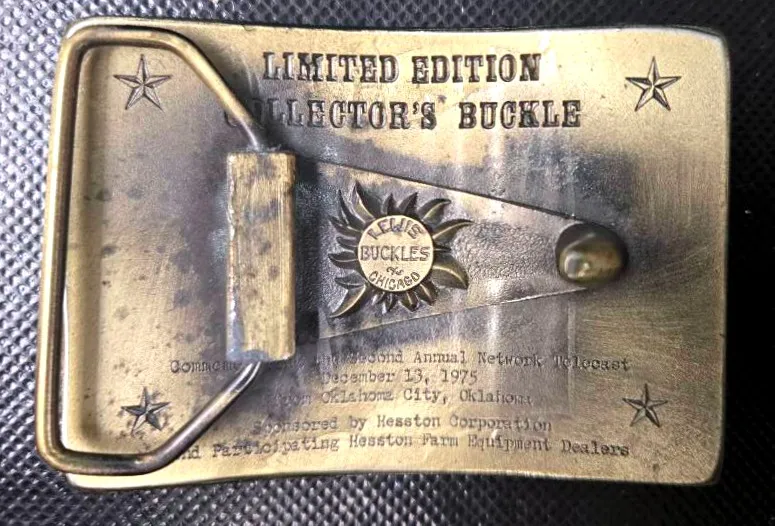 LIMITED EDITION
COLLECTOR'S BUCKLE
LEWIS
BUCKLES
CHICAGO
Second Annual Network Telecast
December 13, 1975
from Oklahoma City, Oklahoma
Sponsored by Hesston Corporation
and Participating Hesston Farm Equipment Dealers